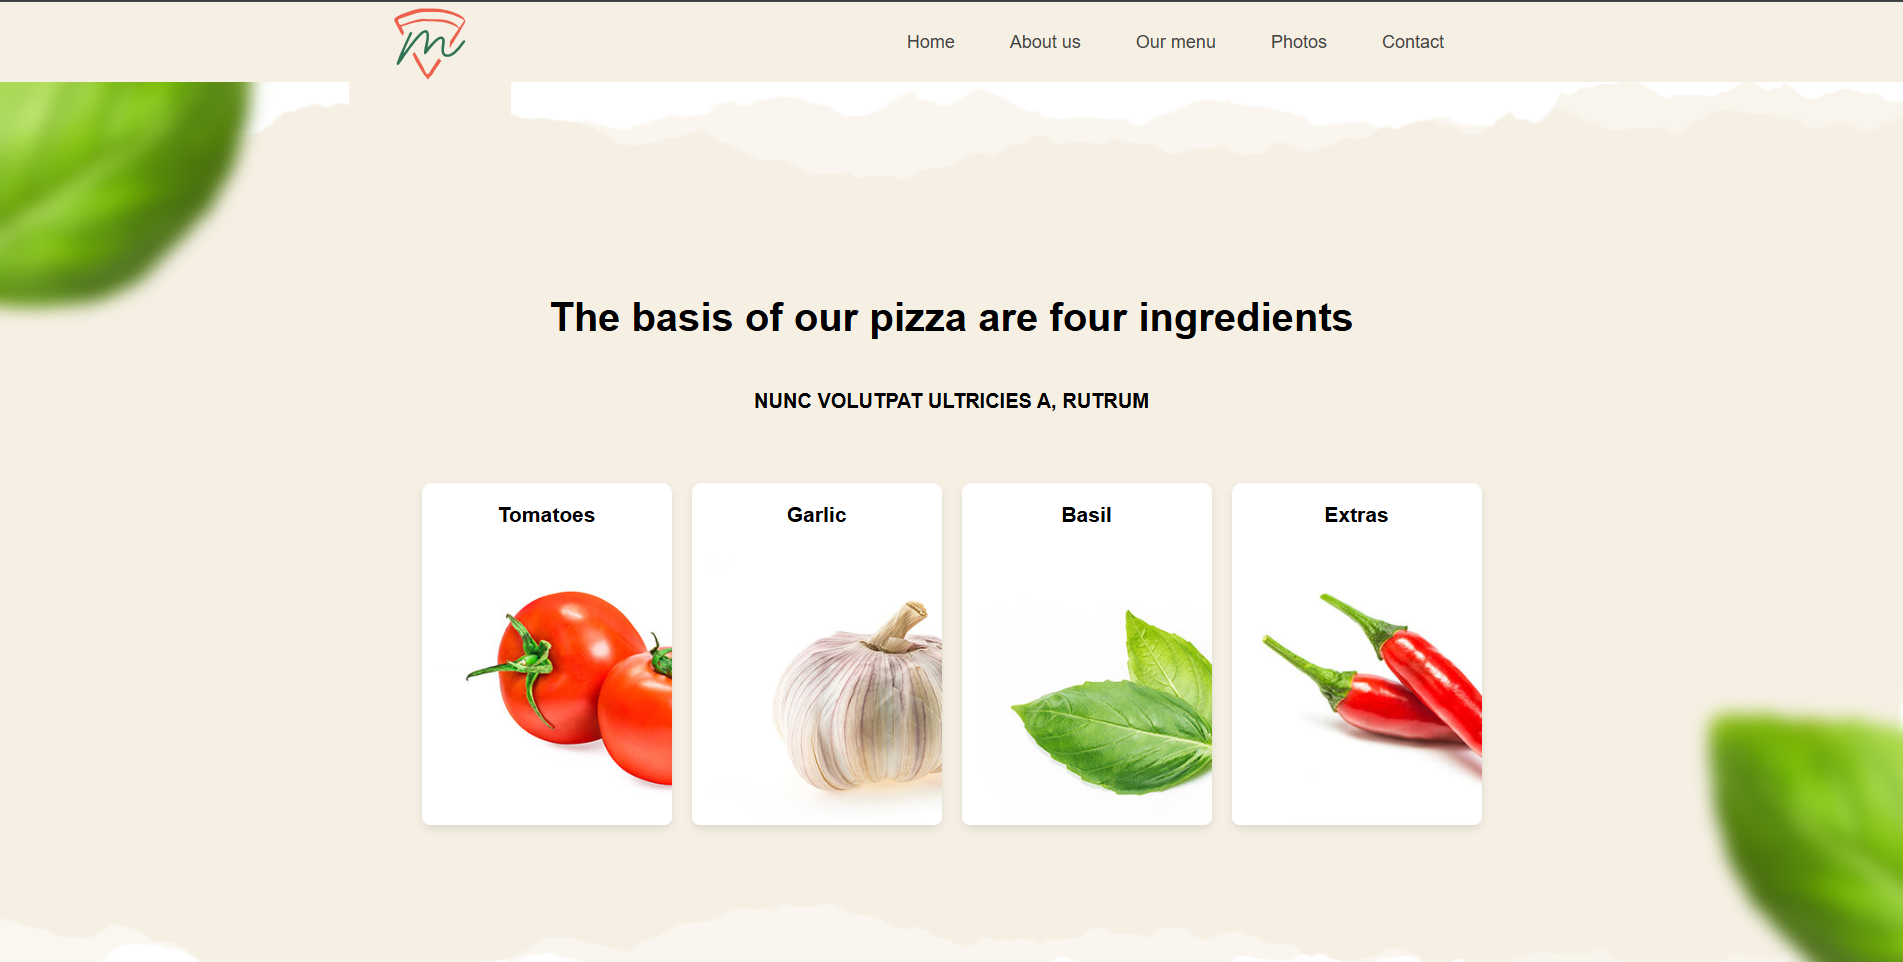 Home About us Our menu Photos Contact
The basis of our pizza are four ingredients
NUNC VOLUTPAT ULTRICIES A, RUTRUM
Tomatoes Garlic Basil Extras